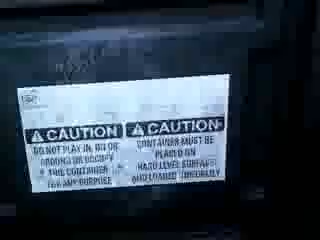 CAUTION
DO NOT PLAY IN, ON OR
AROUND OR OCCUPY
THIS CONTAINER
FOR ANY PURPOSE
CAUTION
CONTAINER MUST BE
PLACED ON
HARD LEVEL SURFACE
AND LOADED UNIFORMLY